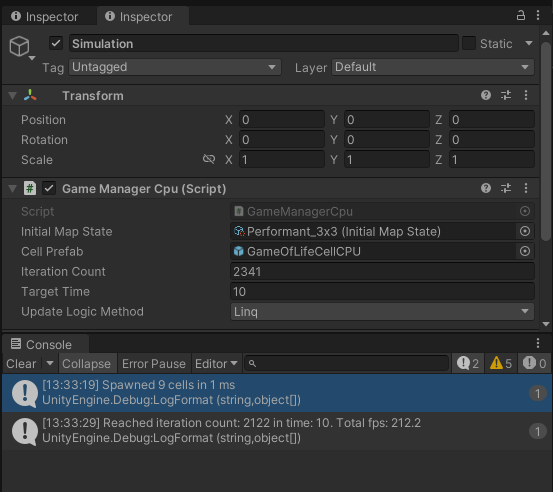 Inspector Inspector
Simulation Static
Tag Untagged Layer Default
Transform
Position X 0 Y 0 Z 0
Rotation X 0 Y 0 Z 0
Scale X 1 Y 1 Z 1
# Game Manager Cpu (Script)
Script # GameManagerCpu
Initial Map State Performant_3x3 (Initial Map State)
Cell Prefab GameOfLifeCellCPU
Iteration Count 2341
Target Time 10
Update Logic Method Linq
Console
Clear Collapse Error Pause Editor 2 5 0
[13:33:19] Spawned 9 cells in 1 ms
UnityEngine.Debug:LogFormat (string,object[])
1
[13:33:29] Reached iteration count: 2122 in time: 10. Total fps: 212.2
UnityEngine.Debug:LogFormat (string,object[])
1